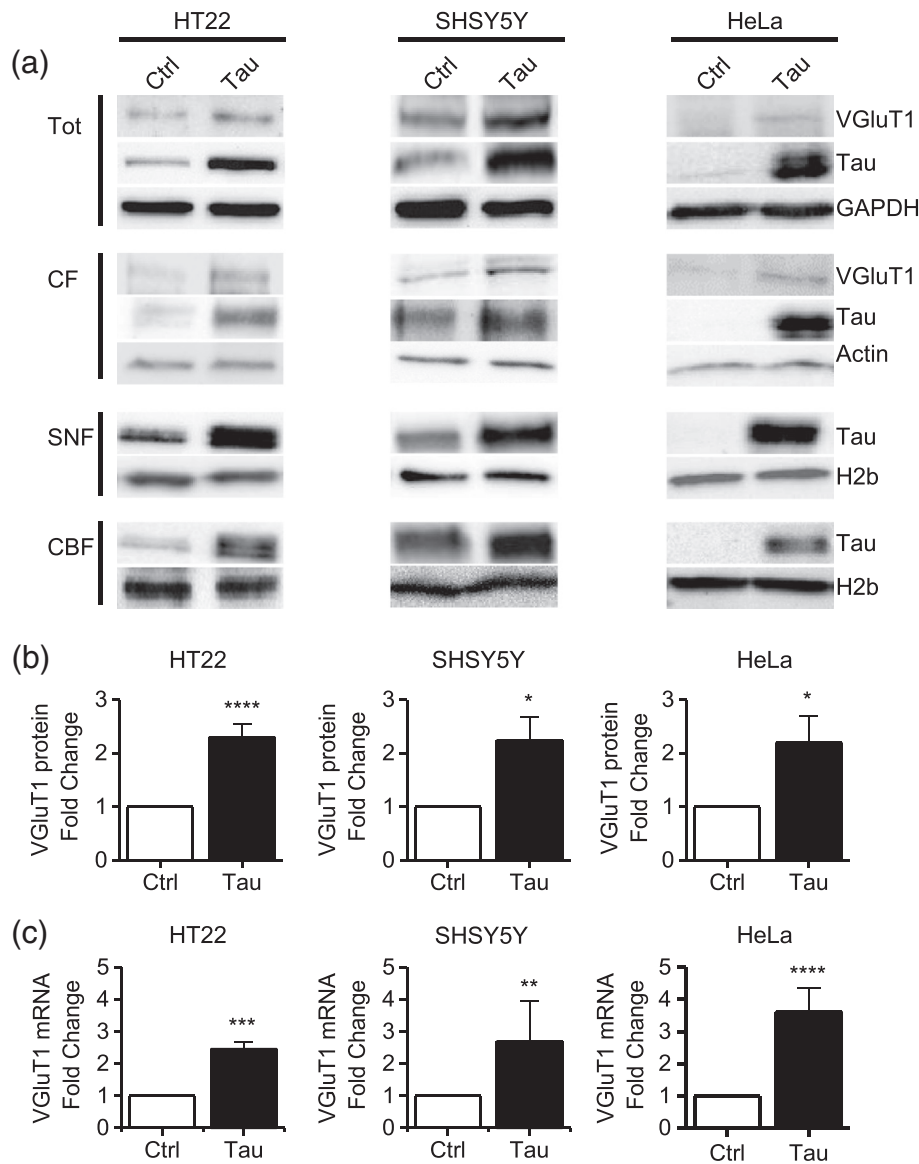 HT22 SHSY5Y HeLa
(a)
Ctrl Tau Ctrl Tau Ctrl Tau
Tot VGluT1
Tau
GAPDH
CF VGluT1
Tau
Actin
SNF Tau
H2b
CBF Tau
H2b
(b) HT22 SHSY5Y HeLa
VGluT1 protein
Fold Change
3
2
1
0
****
Ctrl Tau
VGluT1 protein
Fold Change
3
2
1
0
*
Ctrl Tau
VGluT1 protein
Fold Change
3
2
1
0
*
Ctrl Tau
(c) HT22 SHSY5Y HeLa
VGluT1 mRNA
Fold Change
5
4
3
2
1
0
***
Ctrl Tau
VGluT1 mRNA
Fold Change
5
4
3
2
1
0
**
Ctrl Tau
VGluT1 mRNA
Fold Change
5
4
3
2
1
0
****
Ctrl Tau